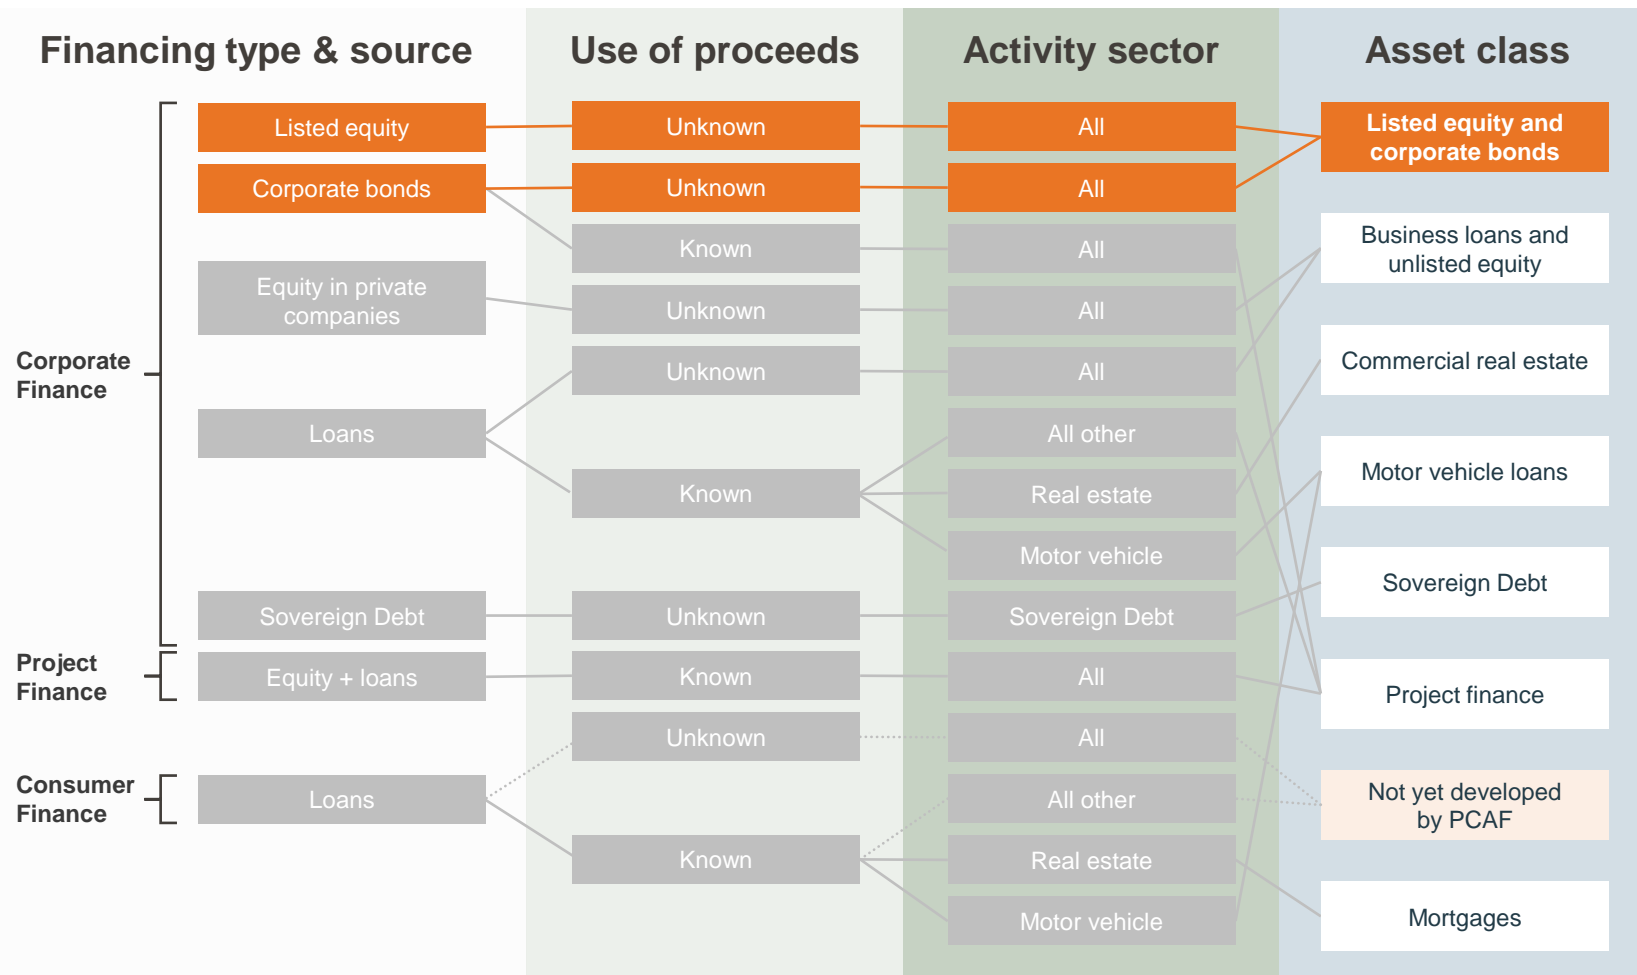 Financing type & source
Use of proceeds
Activity sector
Asset class
Corporate
Finance
Listed equity
Unknown
All
Listed equity and
corporate bonds
Corporate bonds
Unknown
All
Known
All
Business loans and
unlisted equity
Equity in private
companies
Unknown
All
Unknown
All
Commercial real estate
Loans
All other
Known
Real estate
Motor vehicle loans
Motor vehicle
Sovereign Debt
Sovereign Debt
Unknown
Sovereign Debt
Project
Finance
Equity + loans
Known
All
Project finance
Unknown
All
Consumer
Finance
Loans
All other
Not yet developed
by PCAF
Known
Real estate
Motor vehicle
Mortgages